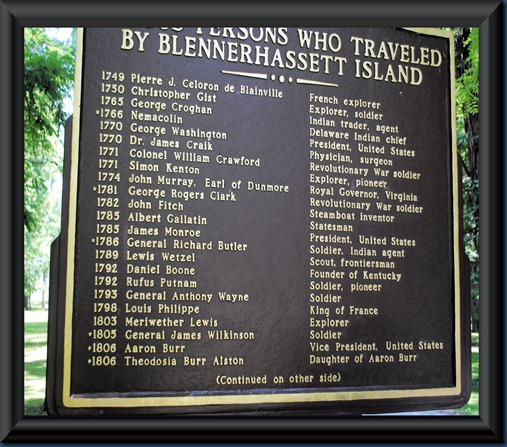 PERSONS WHO TRAVELED
BY BLENNERHASSETT ISLAND
1749 Pierre J. Celoron de Blainville French explorer
1750 Christopher Gist Explorer, soldier
1765 George Croghan Indian trader, agent
*1766 Nemacolin Delaware Indian chief
1770 George Washington President, United States
1770 Dr. James Craik Physician, surgeon
1771 Colonel William Crawford Revolutionary War soldier
1771 Simon Kenton Explorer, pioneer
1774 John Murray, Earl of Dunmore Royal Governor, Virginia
*1781 George Rogers Clark Revolutionary War soldier
1782 John Fitch Steamboat inventor
1785 Albert Gallatin Statesman
1785 James Monroe President, United States
*1786 General Richard Butler Soldier, Indian agent
1789 Lewis Wetzel Scout, frontiersman
1792 Daniel Boone Founder of Kentucky
1792 Rufus Putnam Soldier, pioneer
1793 General Anthony Wayne Soldier
1798 Louis Philippe King of France
1803 Meriwether Lewis Explorer
*1805 General James Wilkinson Soldier
*1806 Aaron Burr Vice President, United States
*1806 Theodosia Burr Alston Daughter of Aaron Burr
(Continued on other side)